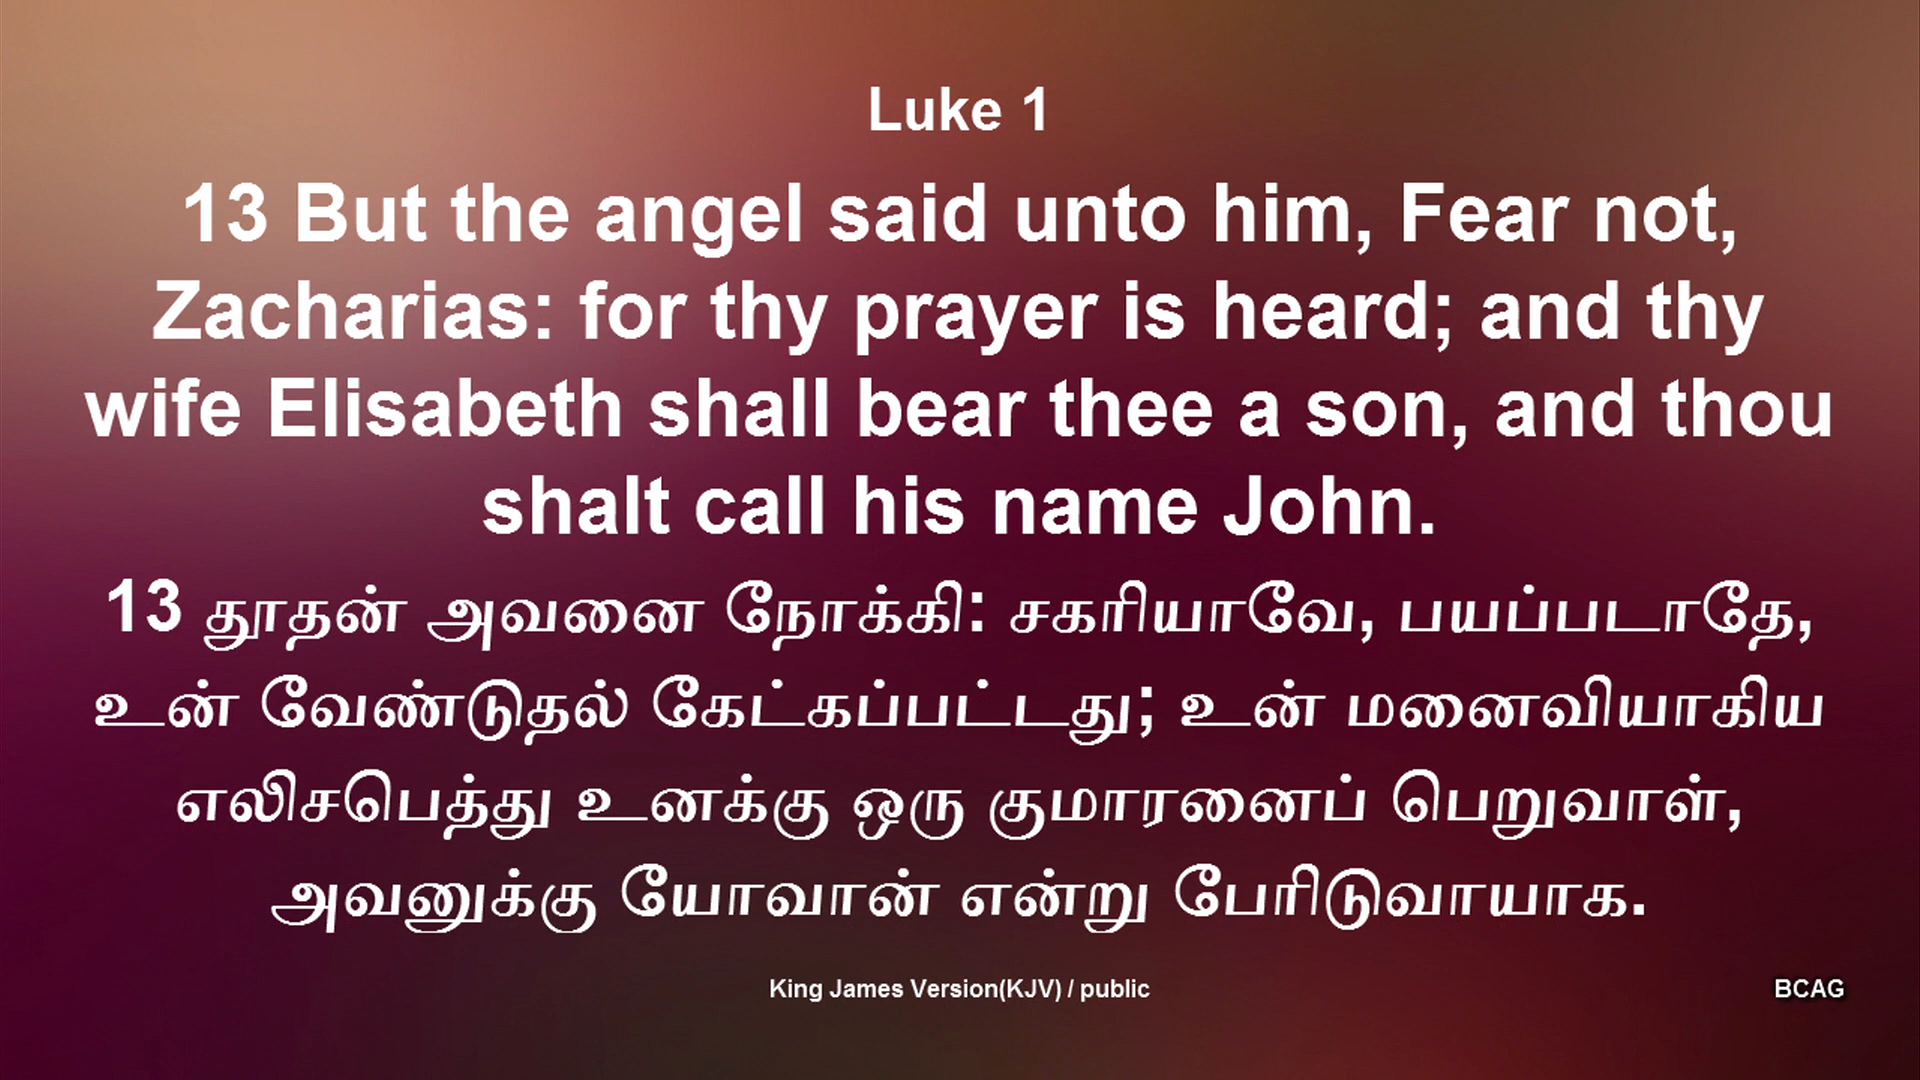 Luke 1
13 But the angel said unto him, Fear not,
Zacharias: for thy prayer is heard; and thy
wife Elisabeth shall bear thee a son, and thou
shalt call his name John.
13 தூதன் அவனை நோக்கி: சகரியாவே, பயப்படாதே,
உன் வேண்டுதல் கேட்கப்பட்டது; உன் மனைவியாகிய
எலிசபெத்து உனக்கு ஒரு குமாரனைப் பெறுவாள்,
அவனுக்கு யோவான் என்று பேரிடுவாயாக.
King James Version(KJV) / public
BCAG